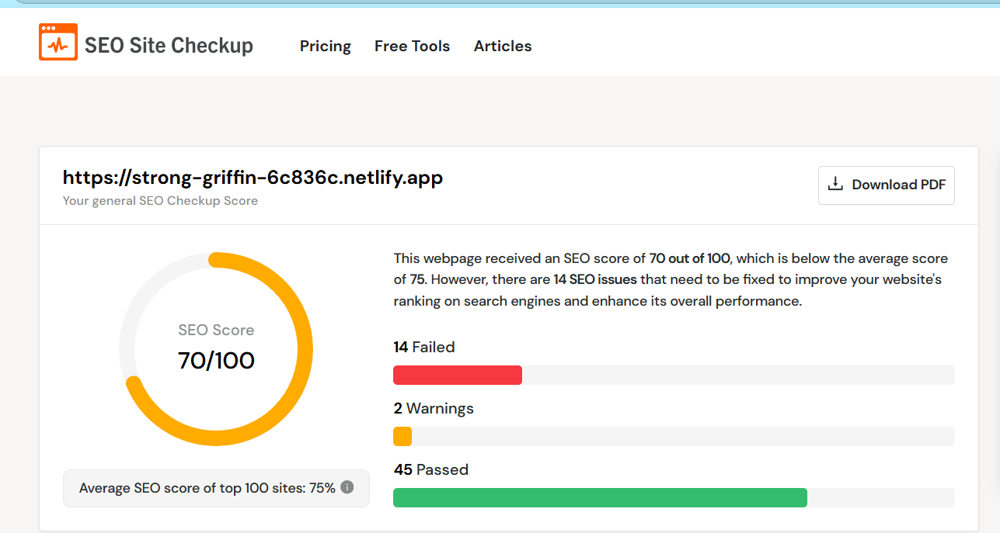 SEO Site Checkup
Pricing
Free Tools
Articles
https://strong-griffin-6c836c.netlify.app
Your general SEO Checkup Score
Download PDF
SEO Score
70/100
Average SEO score of top 100 sites: 75%
This webpage received an SEO score of 70 out of 100, which is below the average score
of 75. However, there are 14 SEO issues that need to be fixed to improve your website's
ranking on search engines and enhance its overall performance.
14 Failed
2 Warnings
45 Passed